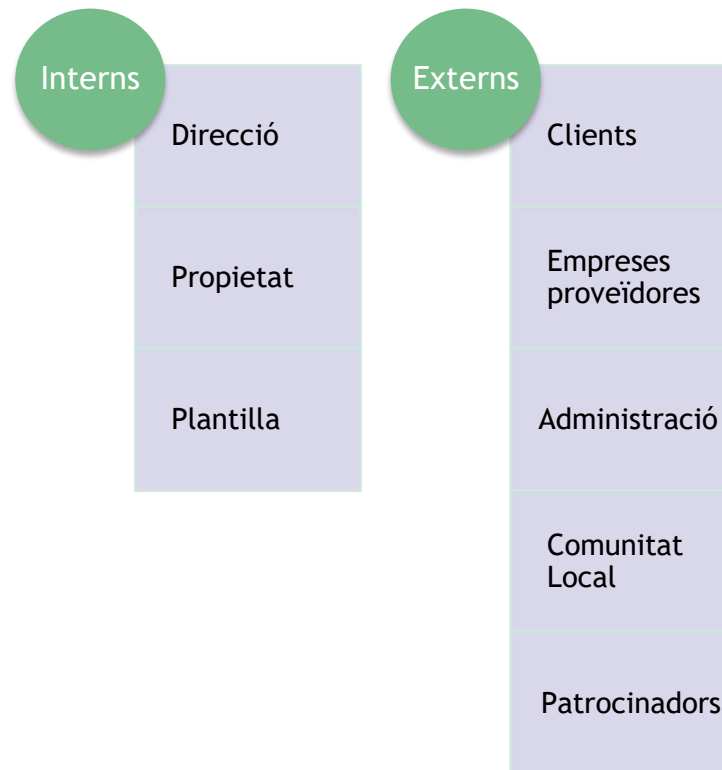 Interns
Direcció
Propietat
Plantilla
Externs
Clients
Empreses
proveïdores
Administració
Comunitat
Local
Patrocinadors